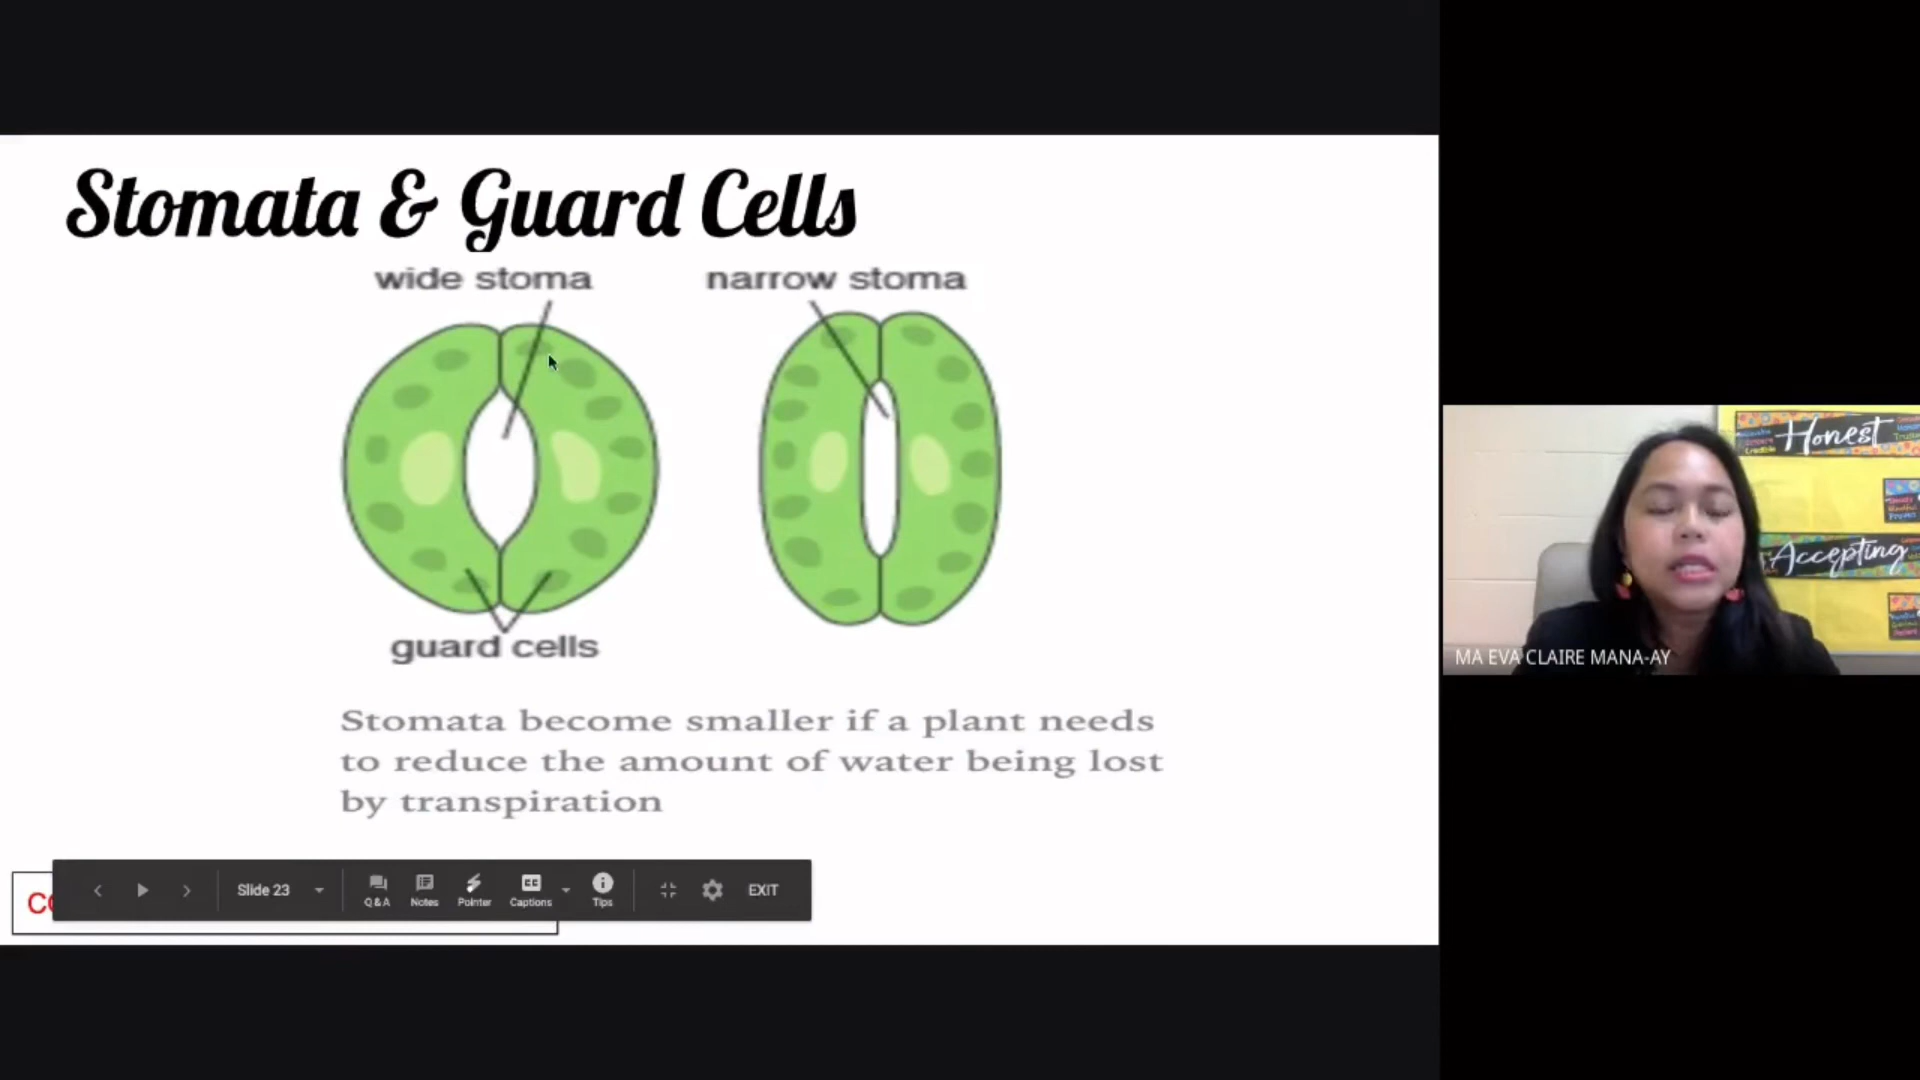 Stomata & Guard Cells
wide stoma
narrow stoma
guard cells
Stomata become smaller if a plant needs
to reduce the amount of water being lost
by transpiration
Slide 23
Q&A
Notes
Pointer
CC
Captions
Tips
EXIT
Honest
Accepting
MA EVA CLAIRE MANA-AY